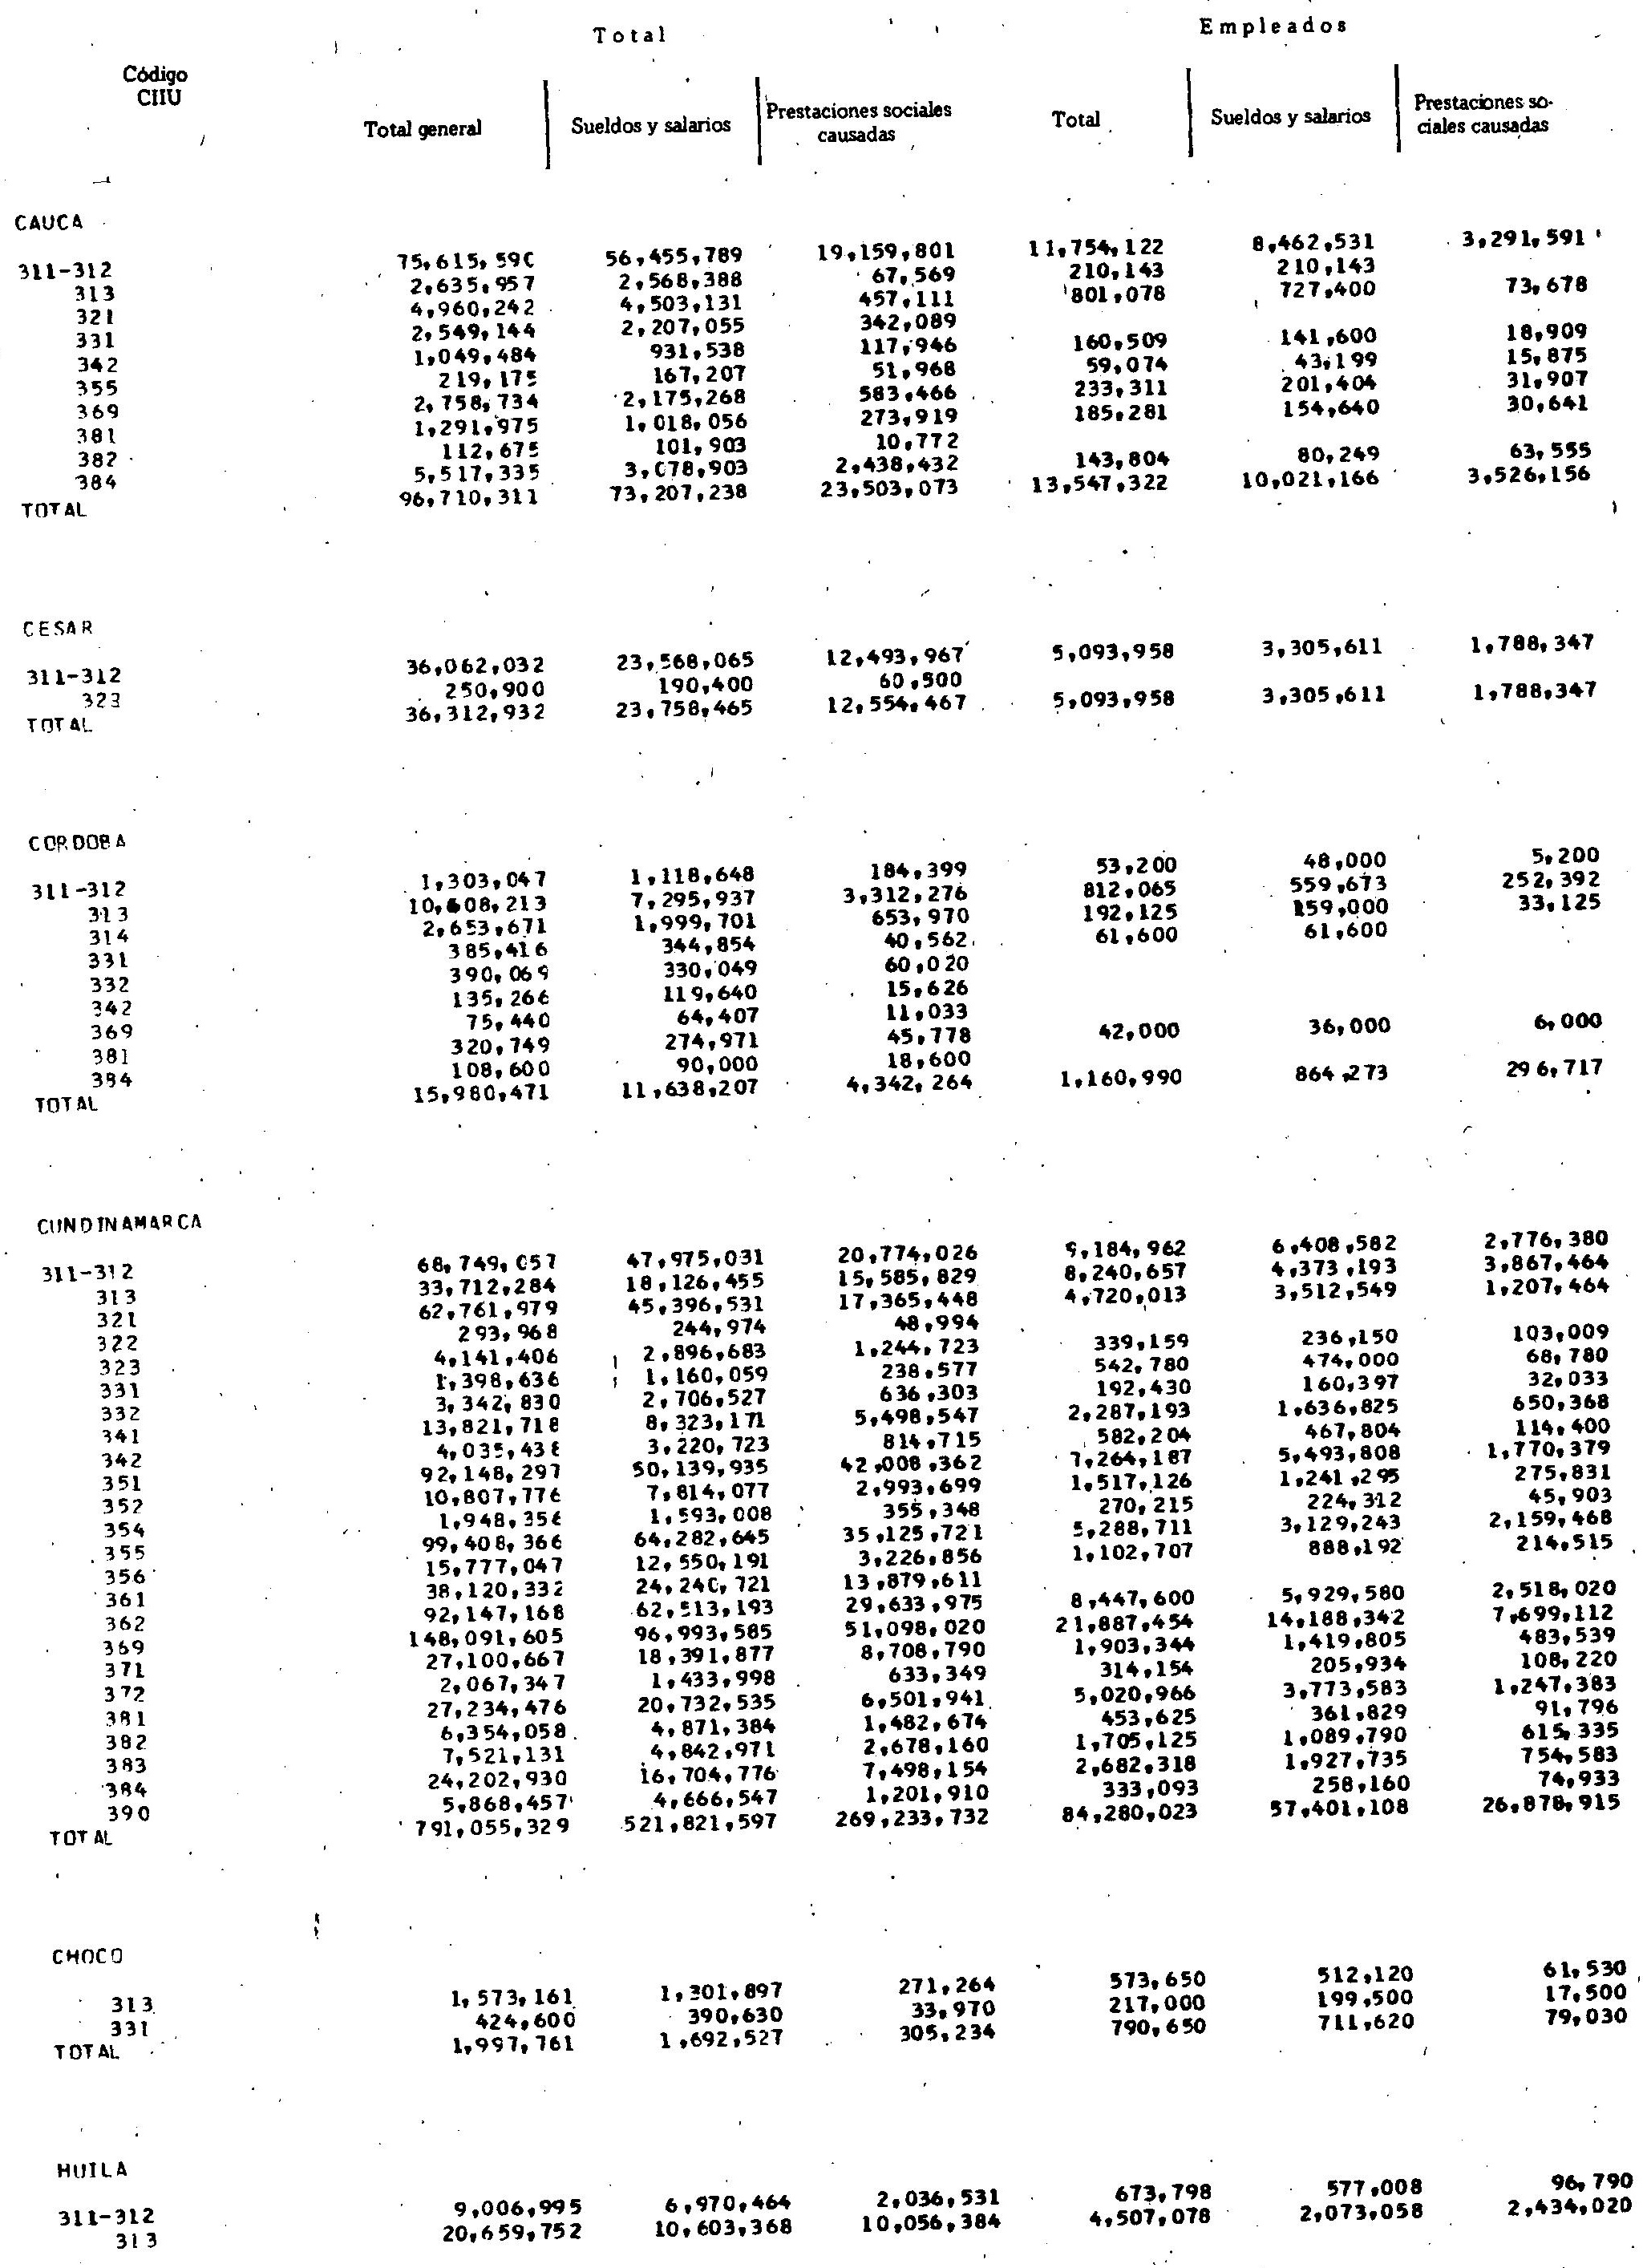 Total Empleados
Código
CIIU
Total general Sueldos y salarios Prestaciones sociales causadas Total Sueldos y salarios Prestaciones so-ciales causadas
CAUCA
311-312 75,615,590 56,455,789 19,159,801 11,754,122 8,462,531 3,291,591
313 2,635,957 2,568,388 67,569 210,143 210,143
321 4,960,242 4,503,131 457,111 801,078 727,400 73,678
331 2,549,144 2,207,055 342,089
342 1,049,484 931,538 117,946 160,509 141,600 18,909
355 219,175 167,207 51,968 59,074 43,199 15,875
369 2,758,734 2,175,268 583,466 233,311 201,404 31,907
381 1,291,975 1,018,056 273,919 185,281 154,640 30,641
382 112,675 101,903 10,772
384 5,517,335 3,078,903 2,438,432 143,804 80,249 63,555
TOTAL 96,710,311 73,207,238 23,503,073 13,547,322 10,021,166 3,526,156
CESAR
311-312 36,062,032 23,568,065 12,493,967 5,093,958 3,305,611 1,788,347
323 250,900 190,400 60,500
TOTAL 36,312,932 23,758,465 12,554,467 5,093,958 3,305,611 1,788,347
CORDOBA
311-312 1,303,047 1,118,648 184,399 53,200 48,000 5,200
313 10,608,213 7,295,937 3,312,276 812,065 559,673 252,392
314 2,653,671 1,999,701 653,970 192,125 159,000 33,125
331 385,416 344,854 40,562 61,600 61,600
332 390,069 330,049 60,020
342 135,266 119,640 15,626
369 75,440 64,407 11,033
381 320,749 274,971 45,778 42,000 36,000 6,000
384 108,600 90,000 18,600
TOTAL 15,980,471 11,638,207 4,342,264 1,160,990 864,273 296,717
CUNDINAMARCA
311-312 68,749,057 47,975,031 20,774,026 9,184,962 6,408,582 2,776,380
313 33,712,284 18,126,455 15,585,829 8,240,657 4,373,193 3,867,464
321 62,761,979 45,396,531 17,365,448 4,720,013 3,512,549 1,207,464
322 293,968 244,974 48,994
323 4,141,406 2,896,683 1,244,723 339,159 236,150 103,009
331 1,398,636 1,160,059 238,577 542,780 474,000 68,780
332 3,342,830 2,706,527 636,303 192,430 160,397 32,033
341 13,821,718 8,323,171 5,498,547 2,287,193 1,636,825 650,368
342 4,035,438 3,220,723 814,715 582,204 467,804 114,400
351 92,148,297 50,139,935 42,008,362 7,264,187 5,493,808 1,770,379
352 10,807,776 7,814,077 2,993,699 1,517,126 1,241,295 275,831
354 1,948,356 1,593,008 355,348 270,215 224,312 45,903
355 99,408,366 64,282,645 35,125,721 5,288,711 3,129,243 2,159,468
356 15,777,047 12,550,191 3,226,856 1,102,707 888,192 214,515
361 38,120,332 24,240,721 13,879,611
362 92,147,168 62,513,193 29,633,975 8,447,600 5,929,580 2,518,020
369 148,091,605 96,993,585 51,098,020 21,887,454 14,188,342 7,699,112
371 27,100,667 18,391,877 8,708,790 1,903,344 1,419,805 483,539
372 2,067,347 1,433,998 633,349 314,154 205,934 108,220
381 27,234,476 20,732,535 6,501,941 5,020,966 3,773,583 1,247,383
382 6,354,058 4,871,384 1,482,674 453,625 361,829 91,796
383 7,521,131 4,842,971 2,678,160 1,705,125 1,089,790 615,335
384 24,202,930 16,704,776 7,498,154 2,682,318 1,927,735 754,583
390 5,868,457 4,666,547 1,201,910 333,093 258,160 74,933
TOTAL 791,055,329 521,821,597 269,233,732 84,280,023 57,401,108 26,878,915
CHOCO
313 1,573,161 1,301,897 271,264 573,650 512,120 61,530
331 424,600 390,630 33,970 217,000 199,500 17,500
TOTAL 1,997,761 1,692,527 305,234 790,650 711,620 79,030
HUILA
311-312 9,006,995 6,970,464 2,036,531 673,798 577,008 96,790
313 20,659,752 10,603,368 10,056,384 4,507,078 2,073,058 2,434,020